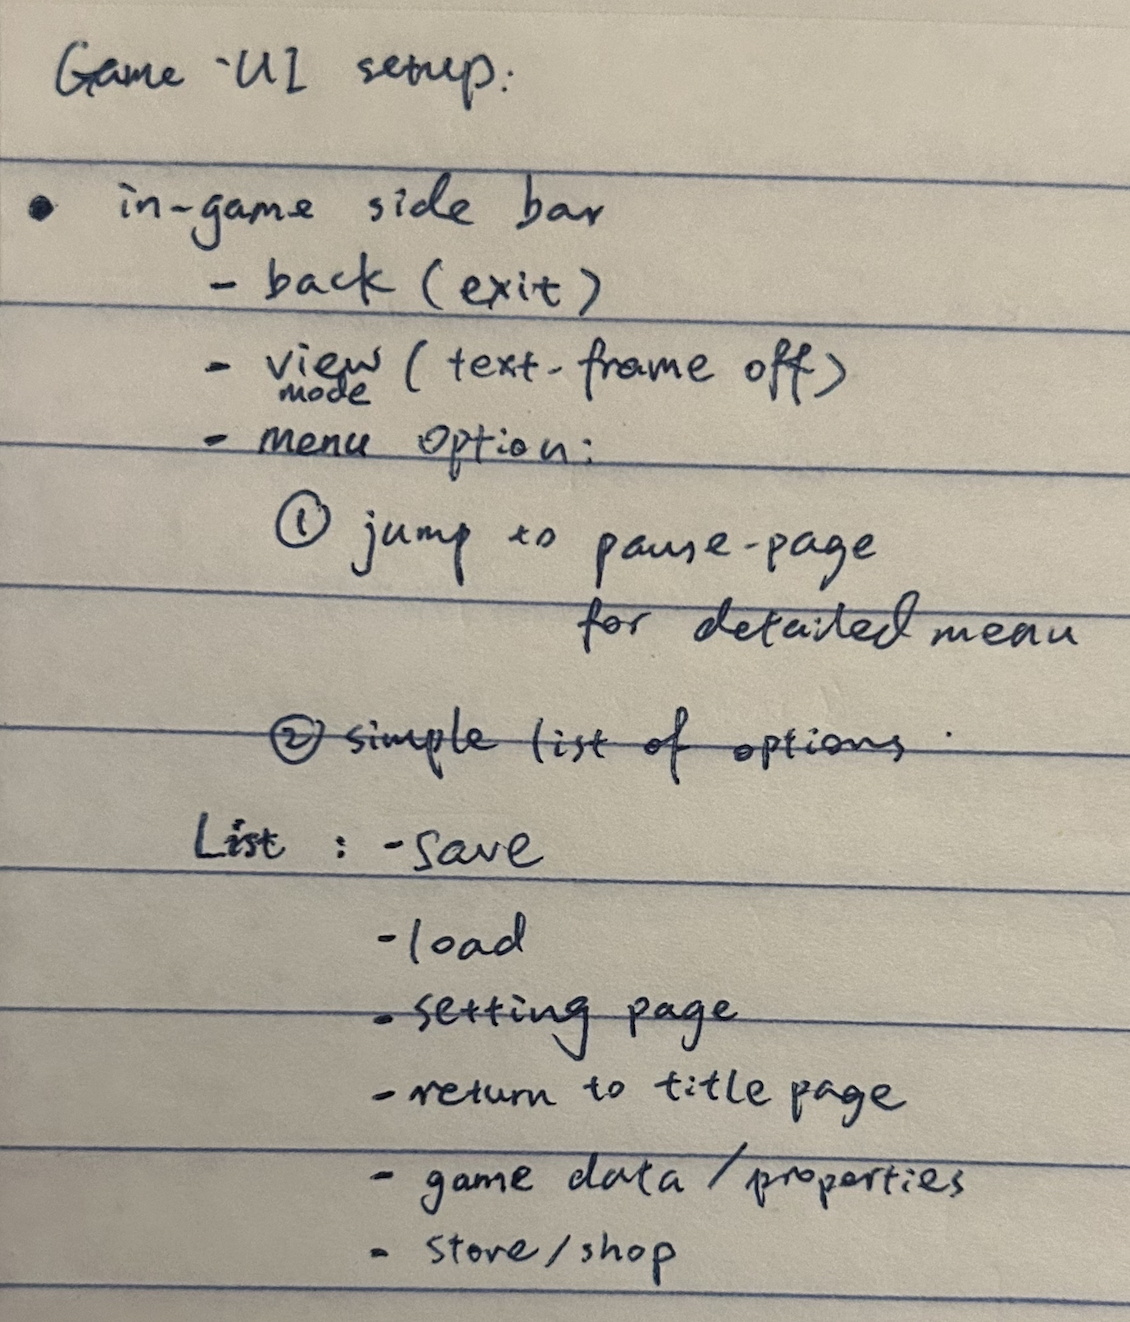 Game UI setup:
• in-game side bar
- back (exit)
- view mode (text-frame off)
- menu option:
① jump to pause-page
for detailed menu
② simple list of options
List : - save
- load
- setting page
- return to title page
- game data / properties
- store / shop